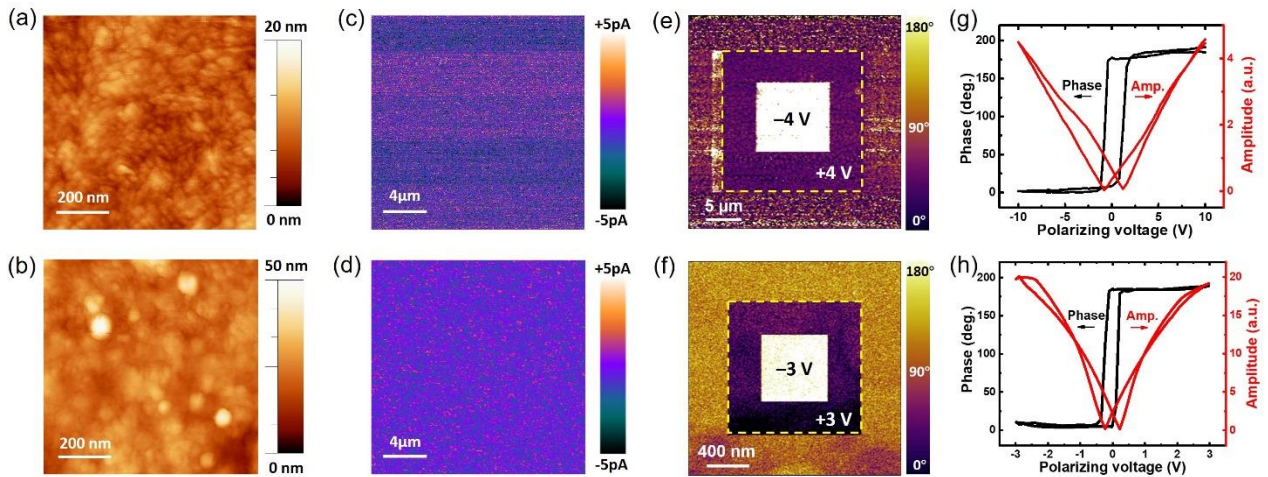 (a)
20 nm
200 nm
0 nm
(c)
+5pA
4μm
-5pA
(e)
180°
–4 V
90°
+4 V
5 μm
0°
(g)
200
150
100
50
0
Phase (deg.)
Phase
Amp.
4
2
0
Amplitude (a.u.)
-10 -5 0 5 10
Polarizing voltage (V)
(b)
50 nm
200 nm
0 nm
(d)
+5pA
4μm
-5pA
(f)
180°
–3 V
90°
+3 V
400 nm
0°
(h)
200
150
100
50
0
Phase (deg.)
Phase
Amp.
20
15
10
5
0
Amplitude (a.u.)
-3 -2 -1 0 1 2 3
Polarizing voltage (V)